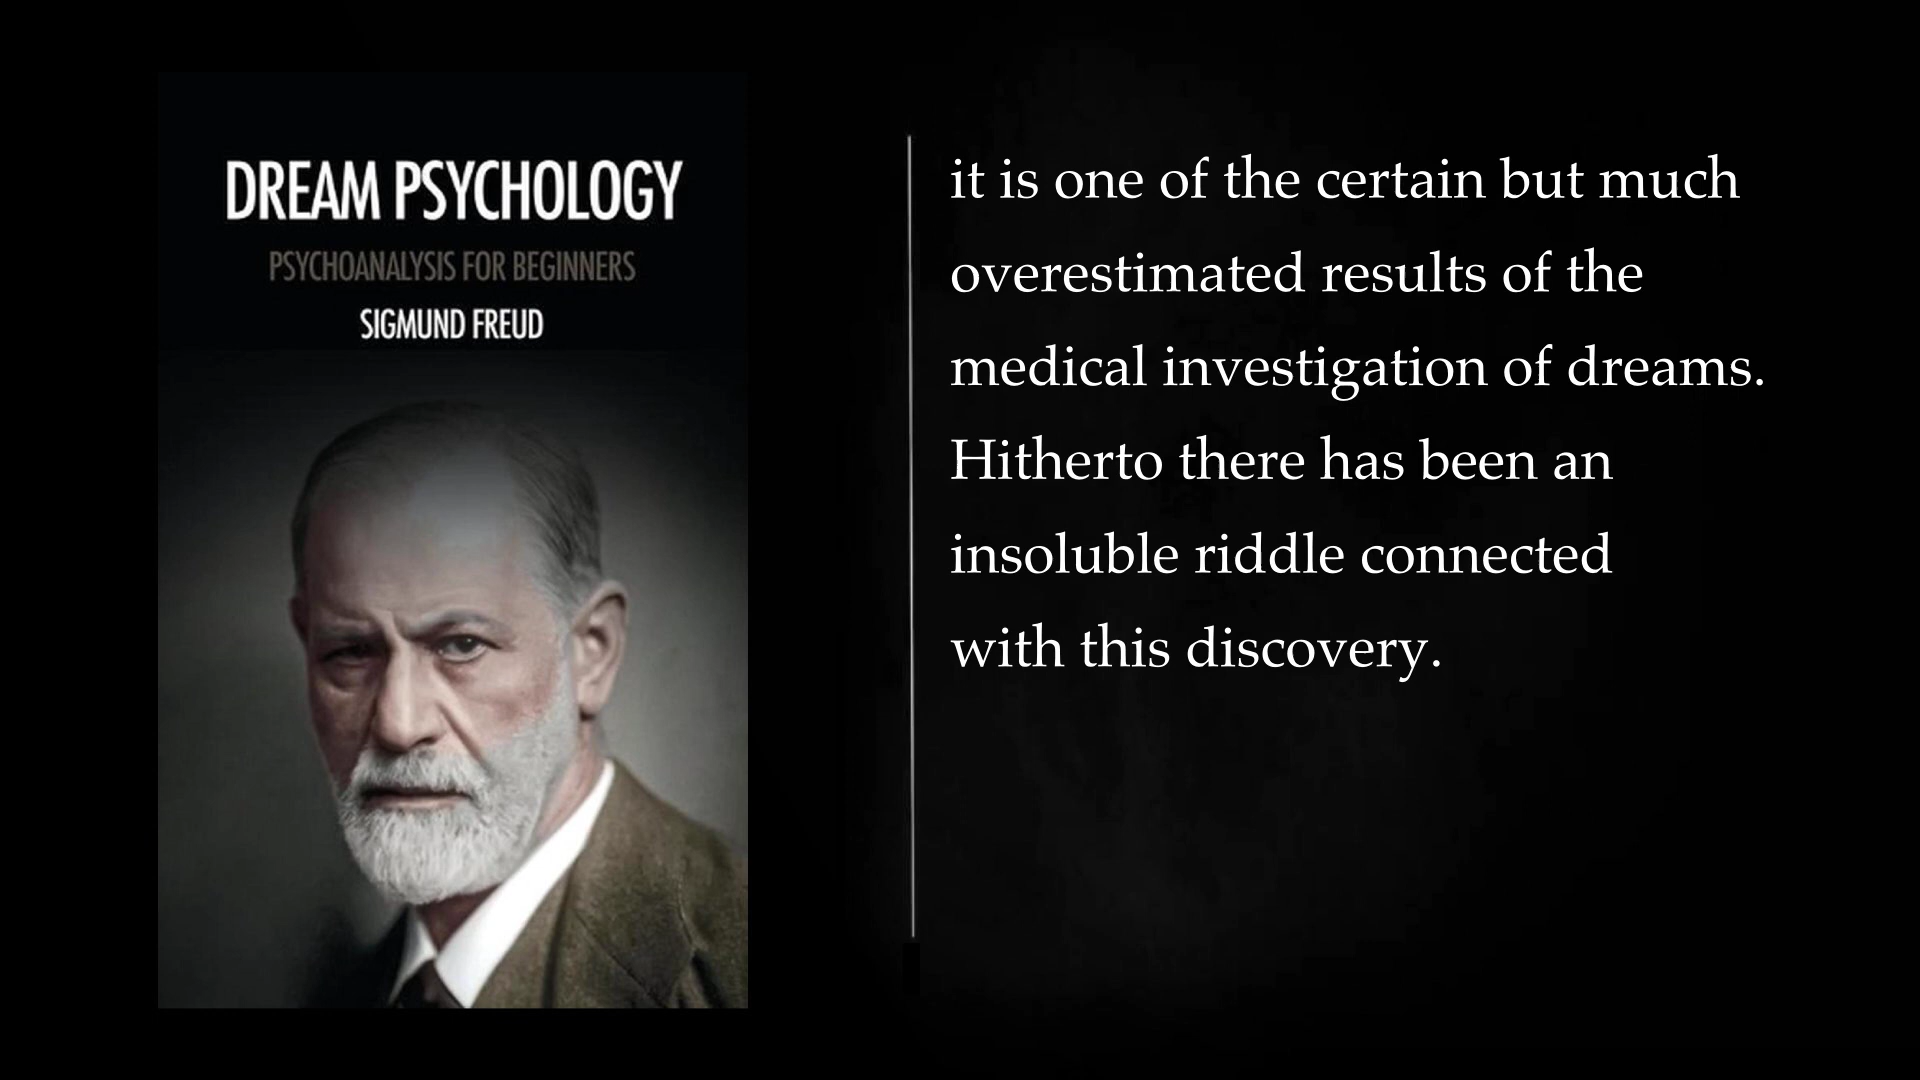 DREAM PSYCHOLOGY
PSYCHOANALYSIS FOR BEGINNERS
SIGMUND FREUD
it is one of the certain but much
overestimated results of the
medical investigation of dreams.
Hitherto there has been an
insoluble riddle connected
with this discovery.